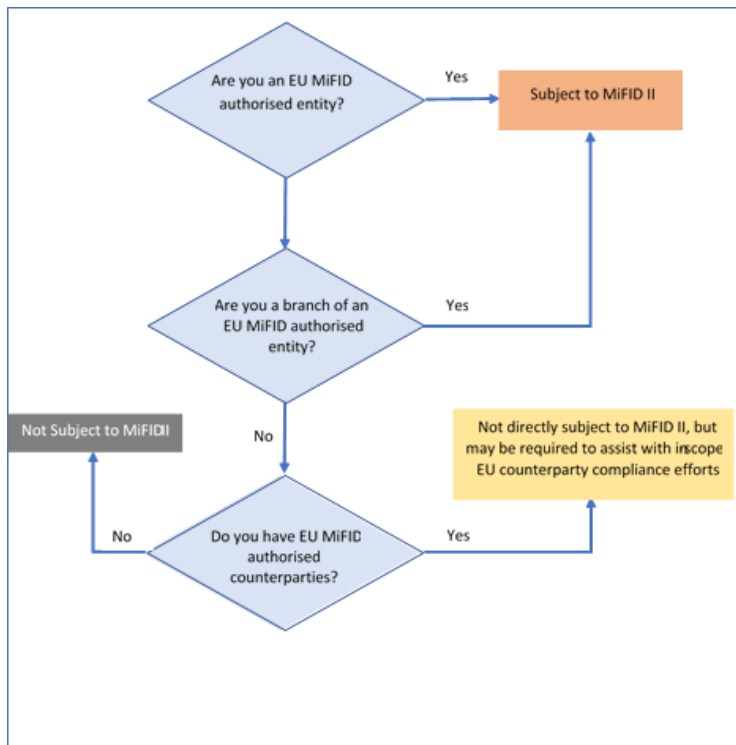 Are you an EU MiFID
authorised entity?
Yes
Subject to MiFID II
Are you a branch of an
EU MiFID authorised
entity?
Yes
Not Subject to MiFIDII
No
Not directly subject to MiFID II, but
may be required to assist with inscope
EU counterparty compliance efforts
No
Do you have EU MiFID
authorised
counterparties?
Yes